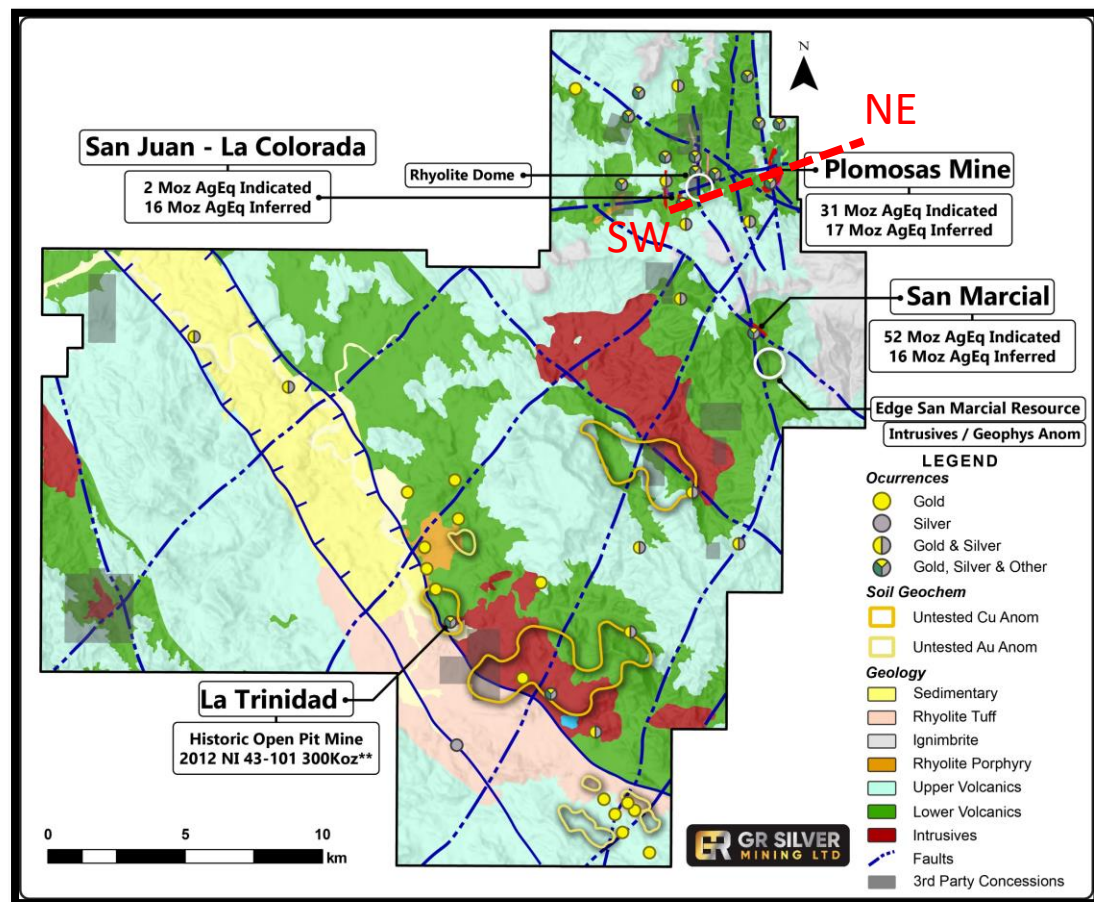 N
NE
San Juan - La Colorada
2 Moz AgEq Indicated
16 Moz AgEq Inferred
Rhyolite Dome
Plomosas Mine
31 Moz AgEq Indicated
17 Moz AgEq Inferred
SW
San Marcial
52 Moz AgEq Indicated
16 Moz AgEq Inferred
Edge San Marcial Resource
Intrusives / Geophys Anom
LEGEND
Ocurrences
Gold
Silver
Gold & Silver
Gold, Silver & Other
Soil Geochem
Untested Cu Anom
Untested Au Anom
Geology
Sedimentary
Rhyolite Tuff
Ignimbrite
Rhyolite Porphyry
Upper Volcanics
Lower Volcanics
Intrusives
Faults
3rd Party Concessions
La Trinidad
Historic Open Pit Mine
2012 NI 43-101 300Koz**
0 5 10
km
GR SILVER
MINING LTD